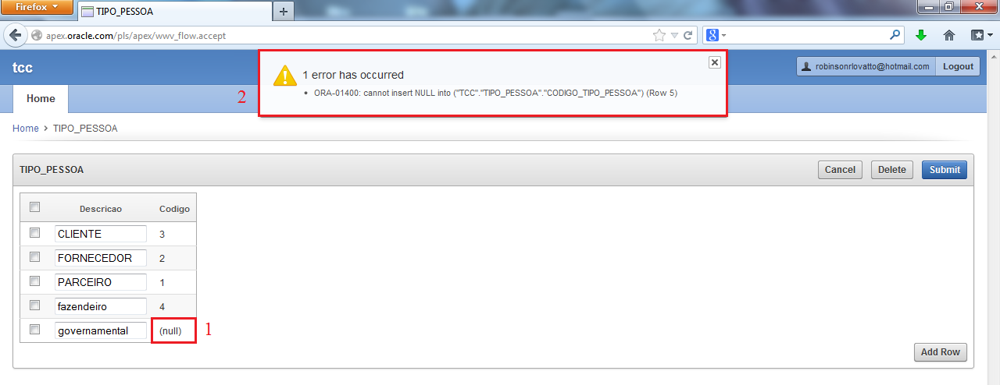 Firefox
TIPO_PESSOA
apex.oracle.com/pls/apex/wwv_flow.accept
tcc
robinsonrlovatto@hotmail.com Logout
1 error has occurred
ORA-01400: cannot insert NULL into ("TCC"."TIPO_PESSOA"."CODIGO_TIPO_PESSOA") (Row 5)
2
Home
Home > TIPO_PESSOA
TIPO_PESSOA Cancel Delete Submit
Descricao Codigo
CLIENTE 3
FORNECEDOR 2
PARCEIRO 1
fazendeiro 4
governamental (null) 1
Add Row